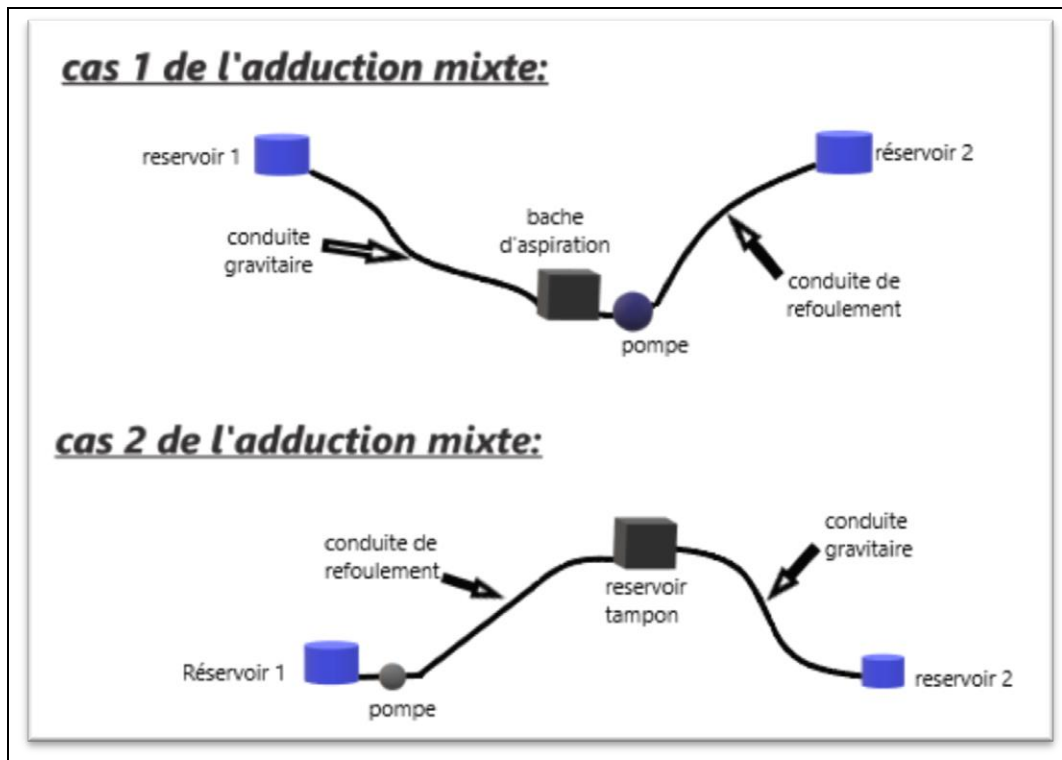 cas 1 de l'adduction mixte:
reservoir 1
réservoir 2
bache
d'aspiration
conduite
gravitaire
conduite de
refoulement
pompe
cas 2 de l'adduction mixte:
conduite
gravitaire
conduite de
refoulement
reservoir
tampon
Réservoir 1
reservoir 2
pompe